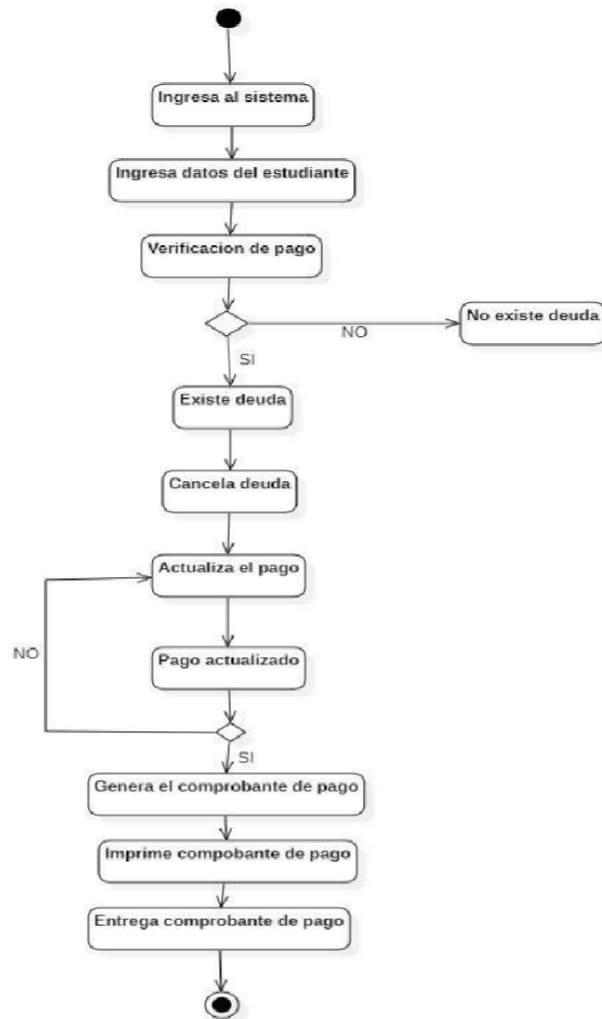 Ingresa al sistema
Ingresa datos del estudiante
Verificacion de pago
No existe deuda
NO
SI
Existe deuda
Cancela deuda
Actualiza el pago
NO
Pago actualizado
SI
Genera el comprobante de pago
Imprime compobante de pago
Entrega comprobante de pago